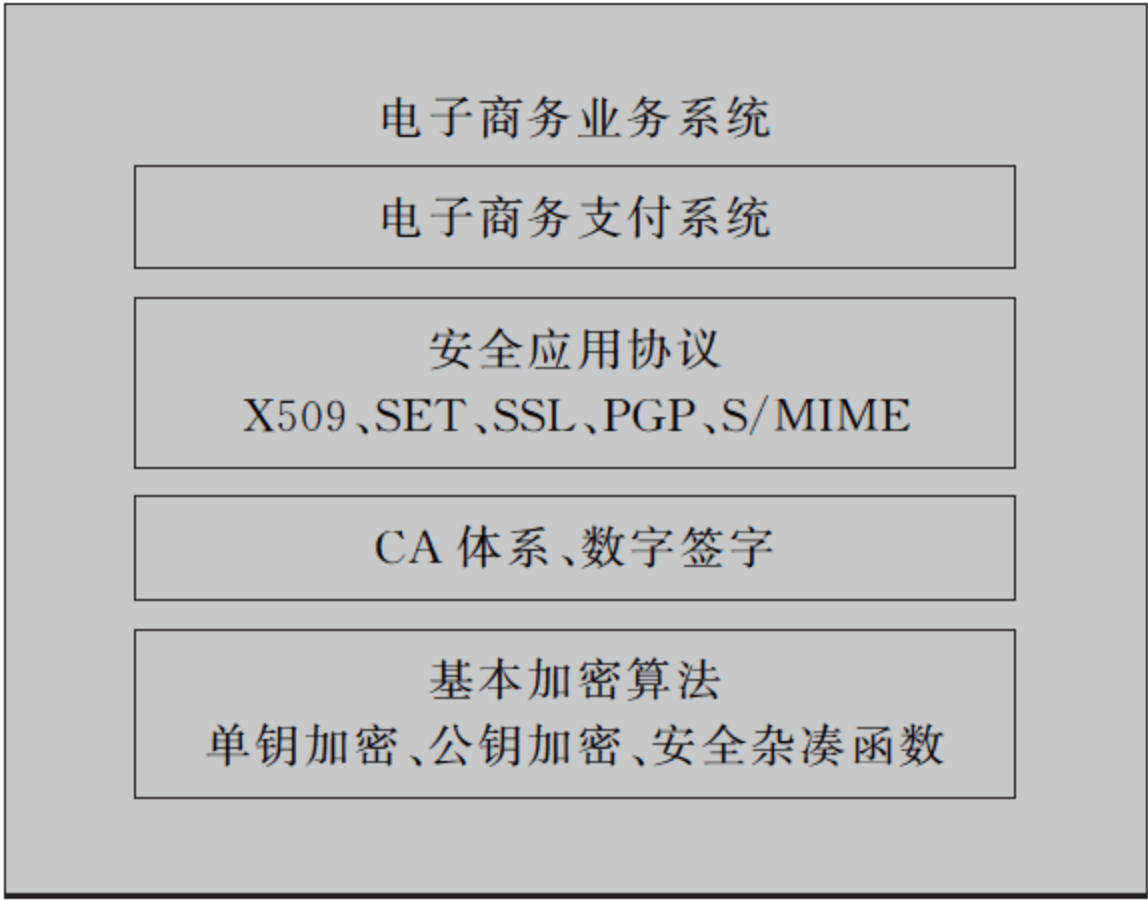 电子商务业务系统
电子商务支付系统
安全应用协议
X509、SET、SSL、PGP、S/MIME
CA 体系、数字签字
基本加密算法
单钥加密、公钥加密、安全杂凑函数